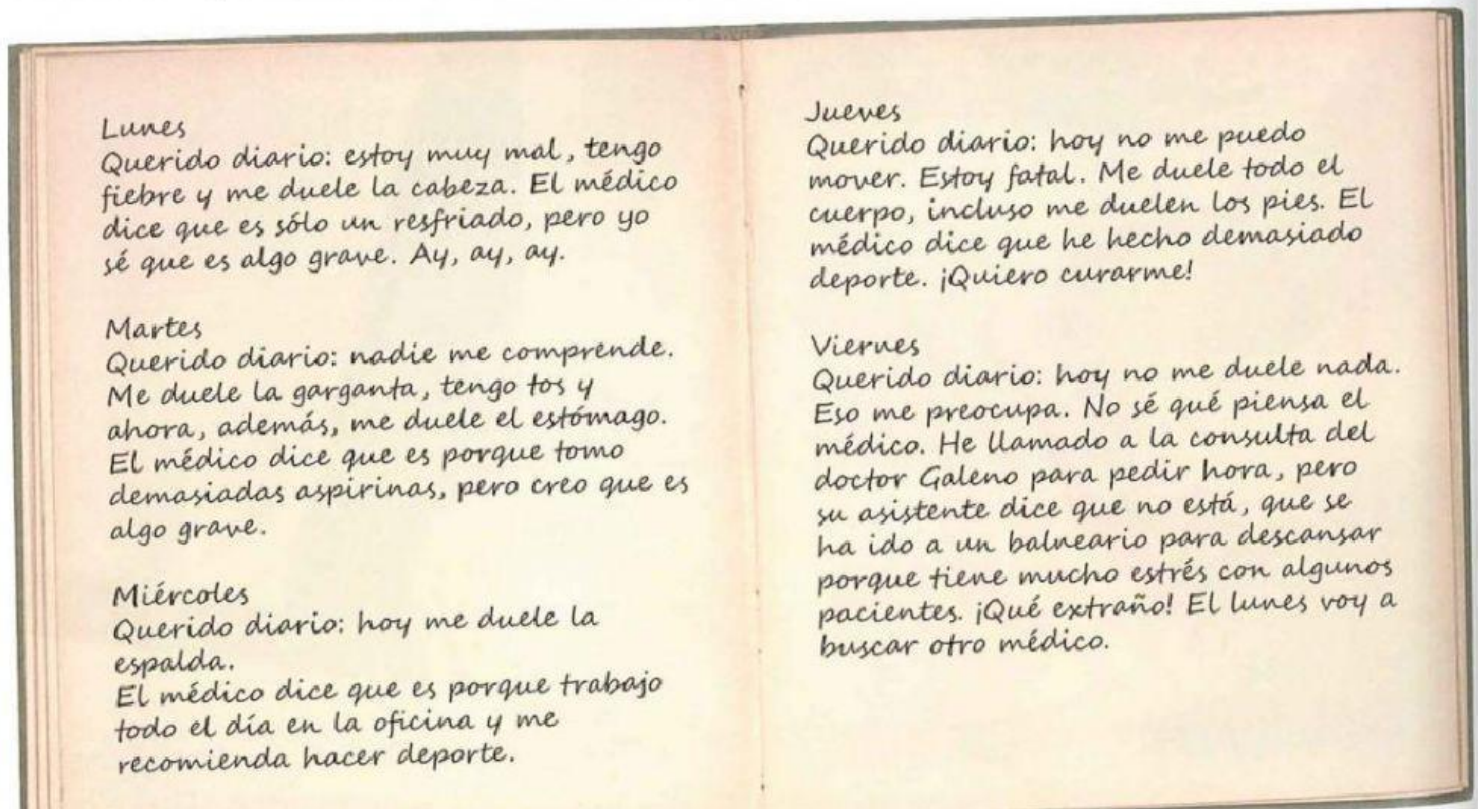 Lunes
Querido diario: estoy muy mal, tengo
fiebre y me duele la cabeza. El médico
dice que es sólo un resfriado, pero yo
sé que es algo grave. Ay, ay, ay.
Martes
Querido diario: nadie me comprende.
Me duele la garganta, tengo tos y
ahora, además, me duele el estómago.
El médico dice que es porque tomo
demasiadas aspirinas, pero creo que es
algo grave.
Miércoles
Querido diario: hoy me duele la
espalda.
El médico dice que es porque trabajo
todo el día en la oficina y me
recomienda hacer deporte.
Jueves
Querido diario: hoy no me puedo
mover. Estoy fatal. Me duele todo el
cuerpo, incluso me duelen los pies. El
médico dice que he hecho demasiado
deporte. ¡Quiero curarme!
Viernes
Querido diario: hoy no me duele nada.
Eso me preocupa. No sé qué piensa el
médico. He llamado a la consulta del
doctor Galeno para pedir hora, pero
su asistente dice que no está, que se
ha ido a un balneario para descansar
porque tiene mucho estrés con algunos
pacientes. ¡Qué extraño! El lunes voy a
buscar otro médico.